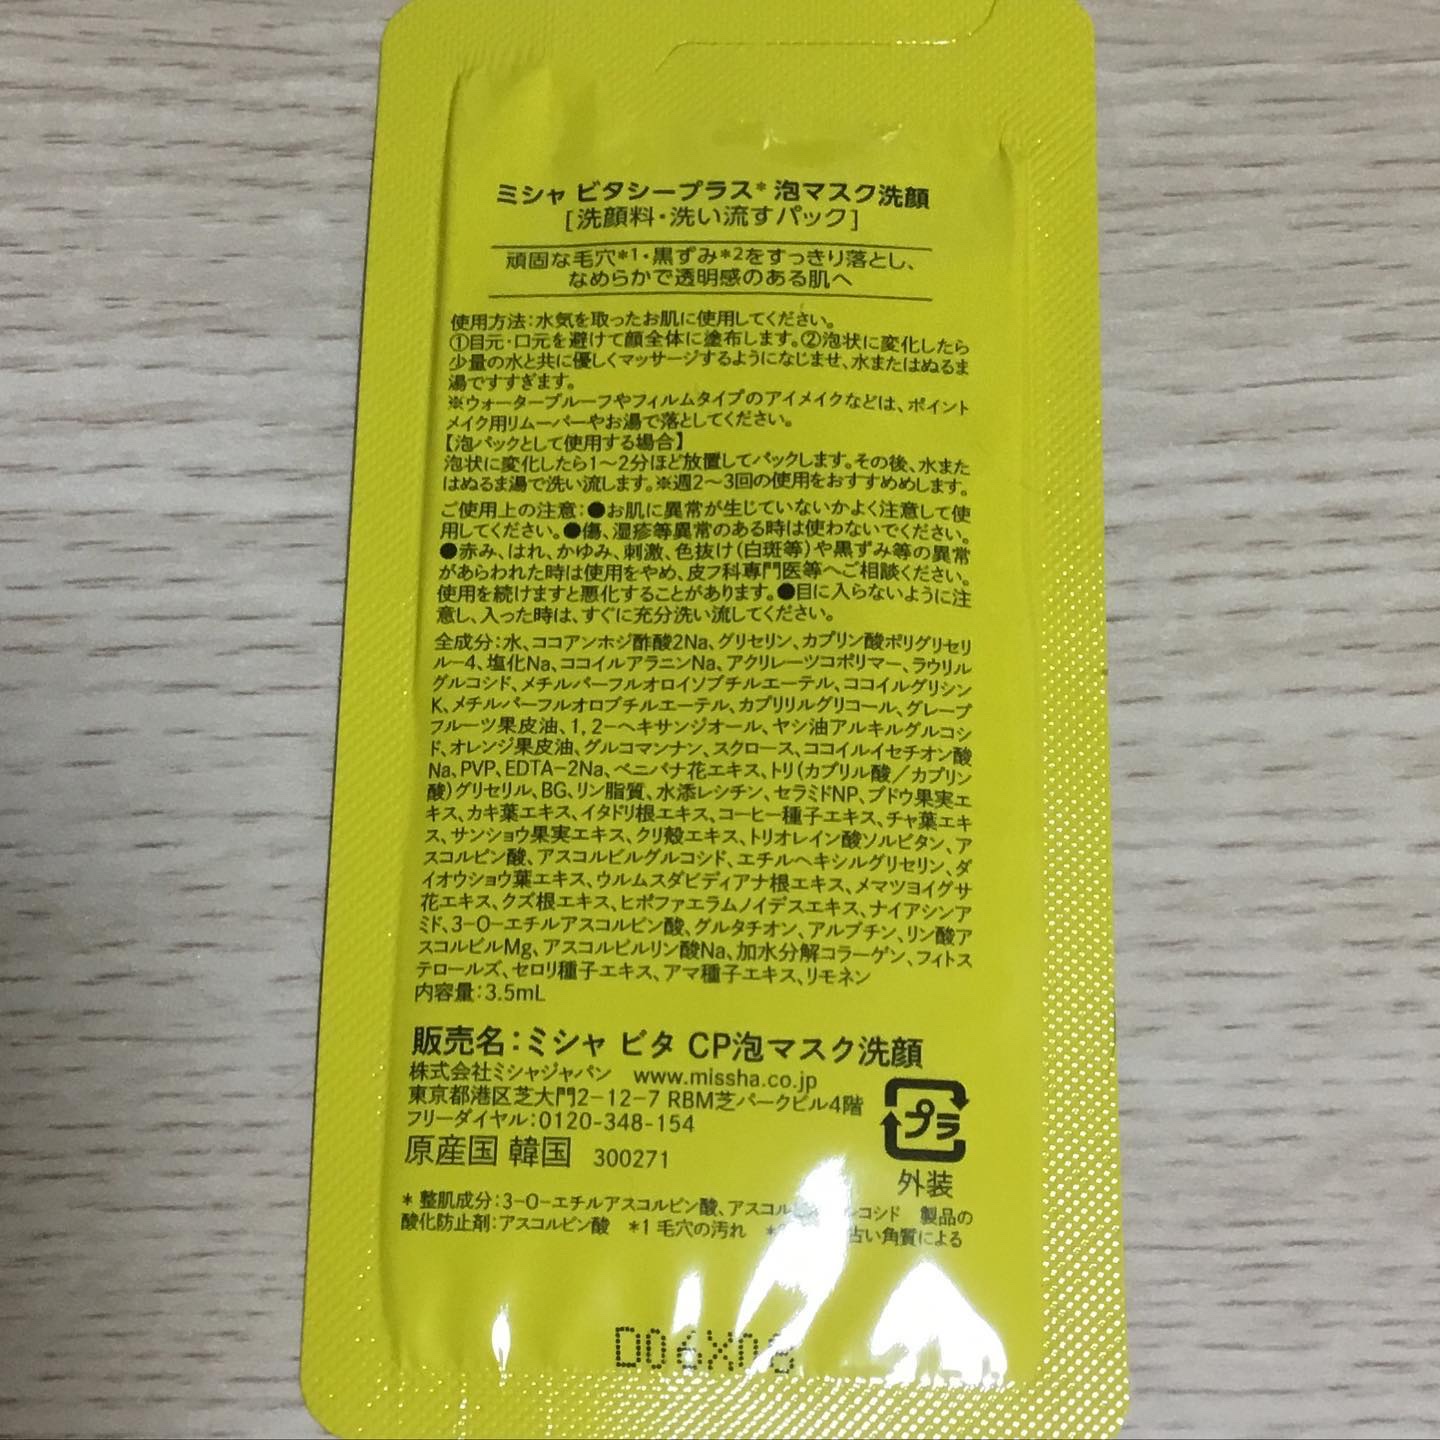 ミシャ ビタシープラス* 泡マスク洗顔
[洗顔料・洗い流すパック]
頑固な毛穴*1・黒ずみ*2をすっきり落とし、
なめらかで透明感のある肌へ
使用方法：水気を取ったお肌に使用してください。
①目元・口元を避けて顔全体に塗布します。②泡状に変化したら
少量の水と共に優しくマッサージするようになじませ、水またはぬるま
湯ですすぎます。
※ウォータープルーフやフィルムタイプのアイメイクなどは、ポイント
メイク用リムーバーやお湯で落としてください。
【泡パックとして使用する場合】
泡状に変化したら1〜2分ほど放置してパックします。その後、水また
はぬるま湯で洗い流します。※週2〜3回の使用をおすすめめします。
ご使用上の注意：●お肌に異常が生じていないかよく注意して使
用してください。●傷、湿疹等異常のある時は使わないでください。
●赤み、はれ、かゆみ、刺激、色抜け(白斑等)や黒ずみ等の異常
があらわれた時は使用をやめ、皮フ科専門医等へご相談ください。
使用を続けますと悪化することがあります。●目に入らないように注
意し、入った時は、すぐに充分洗い流してください。
全成分：水、ココアンホジ酢酸2Na、グリセリン、カプリン酸ポリグリセリ
ル-4、塩化Na、ココイルアラニンNa、アクリレーツコポリマー、ラウリル
グルコシド、メチルパーフルオロイソブチルエーテル、ココイルグリシン
K、メチルパーフルオロブチルエーテル、カプリリルグリコール、グレープ
フルーツ果皮油、1,2-ヘキサンジオール、ヤシ油アルキルグルコシ
ド、オレンジ果皮油、グルコマンナン、スクロース、ココイルイセチオン酸
Na、PVP、EDTA-2Na、ベニバナ花エキス、トリ(カプリル酸／カプリン
酸)グリセリル、BG、リン脂質、水添レシチン、セラミドNP、ブドウ果実エ
キス、カキ葉エキス、イタドリ根エキス、コーヒー種子エキス、チャ葉エキ
ス、サンショウ果実エキス、クリ殻エキス、トリオレイン酸ソルビタン、ア
スコルビン酸、アスコルビルグルコシド、エチルヘキシルグリセリン、ダ
イオウショウ葉エキス、ウルムスダビディアナ根エキス、メマツヨイグサ
花エキス、クズ根エキス、ヒポファエラムノイデスエキス、ナイアシンア
ミド、3-O-エチルアスコルビン酸、グルタチオン、アルブチン、リン酸ア
スコルビルMg、アスコルビルリン酸Na、加水分解コラーゲン、フィトス
テロールズ、セロリ種子エキス、アマ種子エキス、リモネン
内容量：3.5mL
販売名：ミシャ ビタ CP泡マスク洗顔
株式会社ミシャジャパン www.missha.co.jp
東京都港区芝大門2-12-7 RBM芝パークビル4階
フリーダイヤル：0120-348-154
プラ
原産国 韓国 300271
外装
* 整肌成分：3-O-エチルアスコルビン酸、アスコル コシド 製品の
酸化防止剤：アスコルビン酸 *1 毛穴の汚れ 古い角質による
D06X08